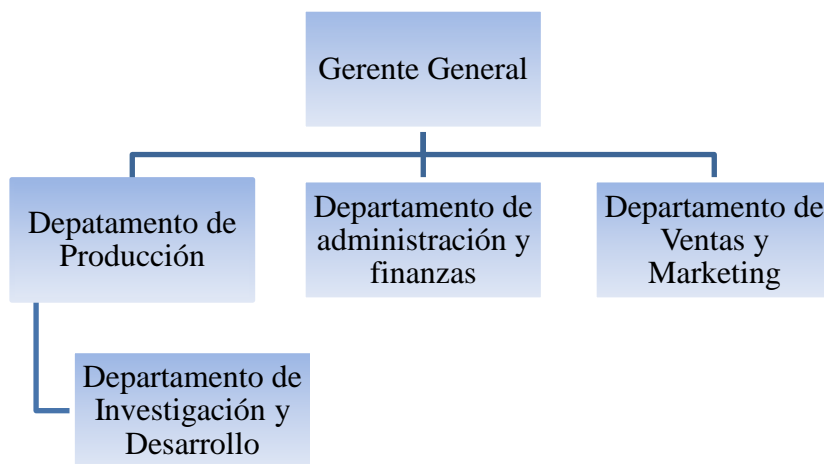 Gerente General
Depatamento de
Producción
Departamento de
administración y
finanzas
Departamento de
Ventas y
Marketing
Departamento de
Investigación y
Desarrollo